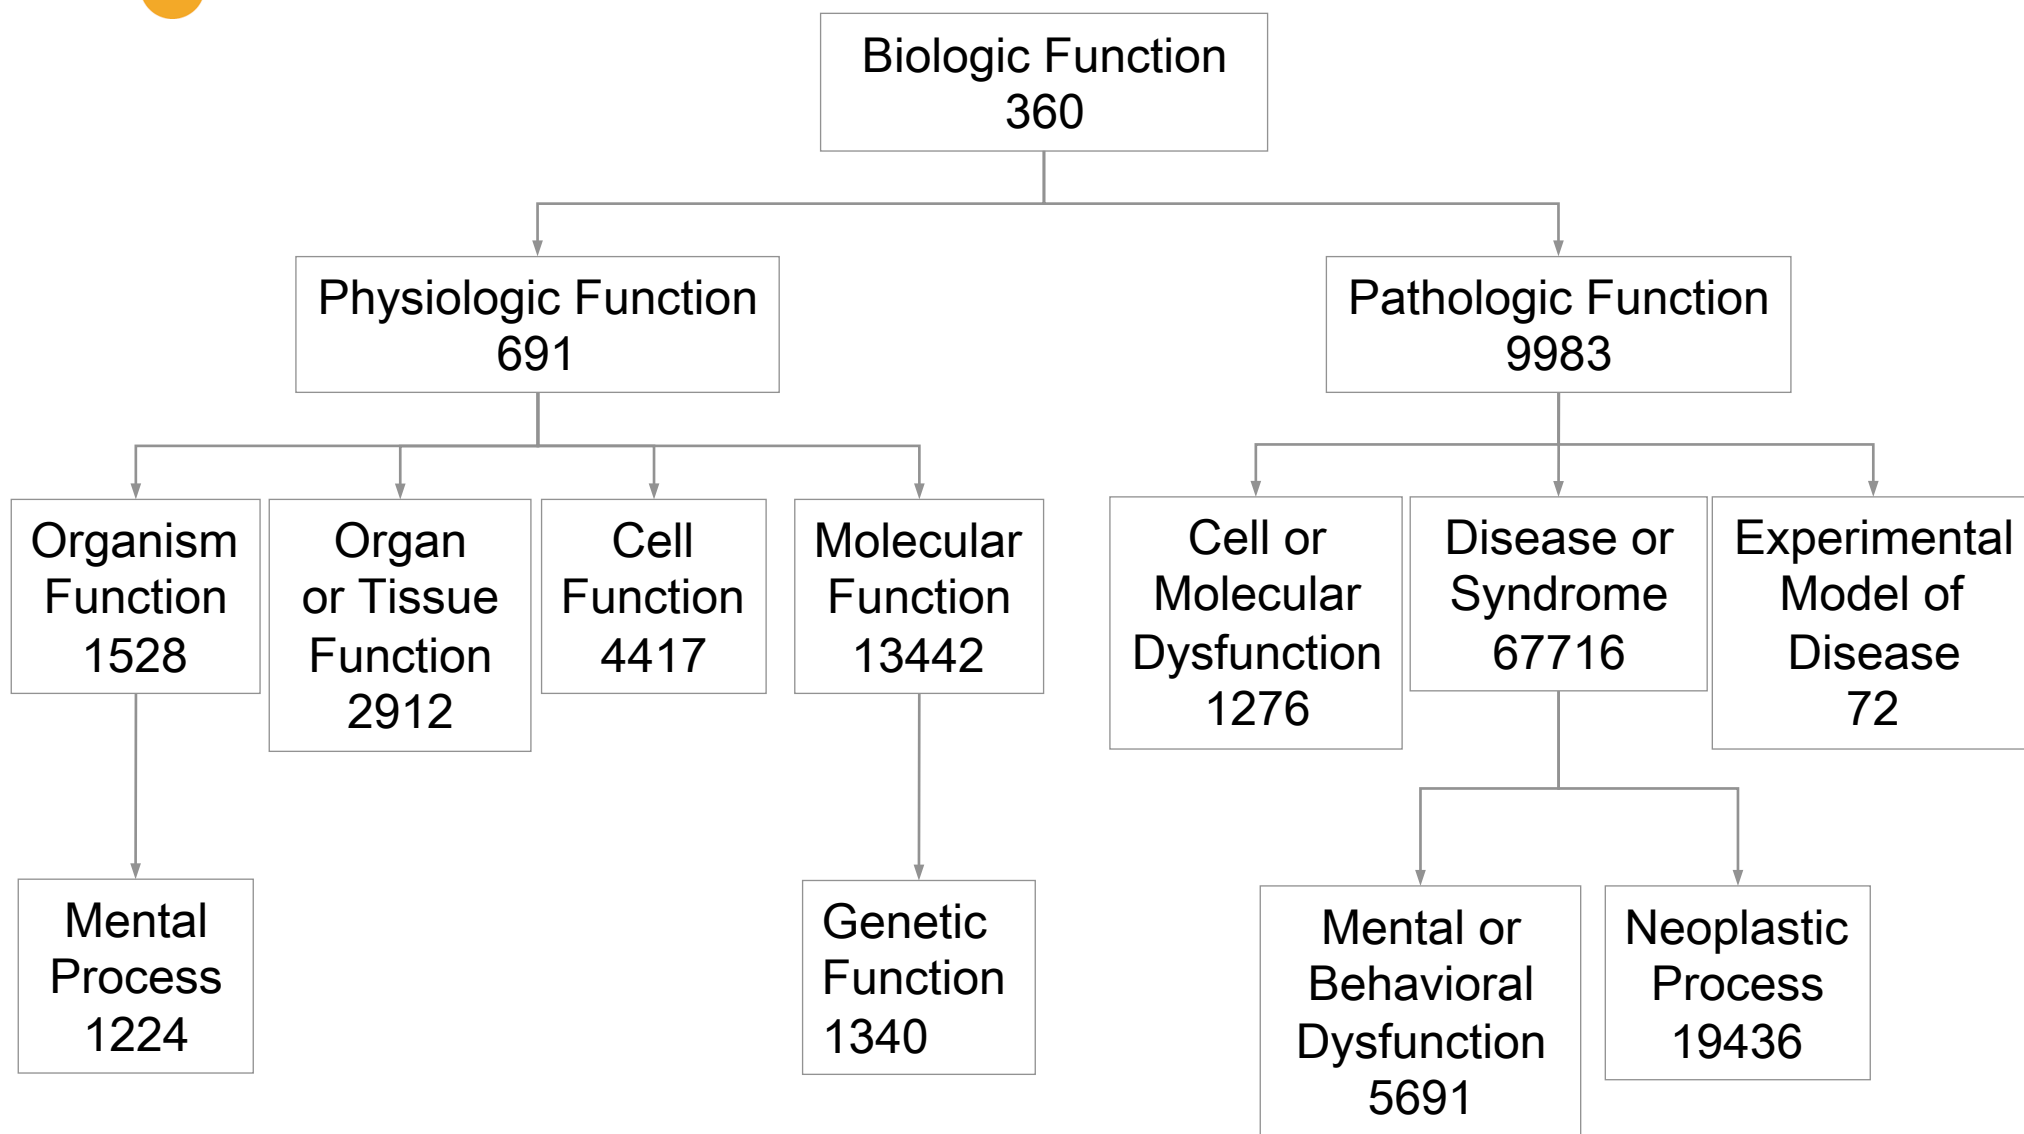 Biologic Function
360
Physiologic Function
691
Pathologic Function
9983
Organism
Function
1528
Organ
or Tissue
Function
2912
Cell
Function
4417
Molecular
Function
13442
Cell or
Molecular
Dysfunction
1276
Disease or
Syndrome
67716
Experimental
Model of
Disease
72
Mental
Process
1224
Genetic
Function
1340
Mental or
Behavioral
Dysfunction
5691
Neoplastic
Process
19436